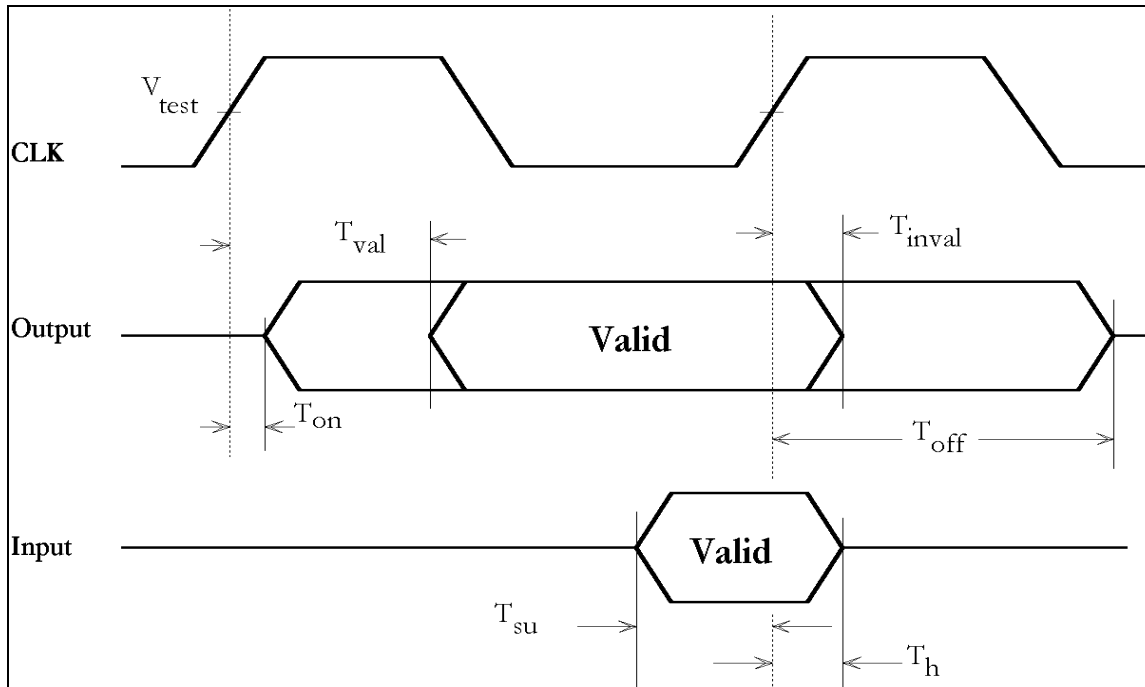 V_test
CLK
T_val
T_inval
Output
Valid
T_on
T_off
Input
Valid
T_su
T_h